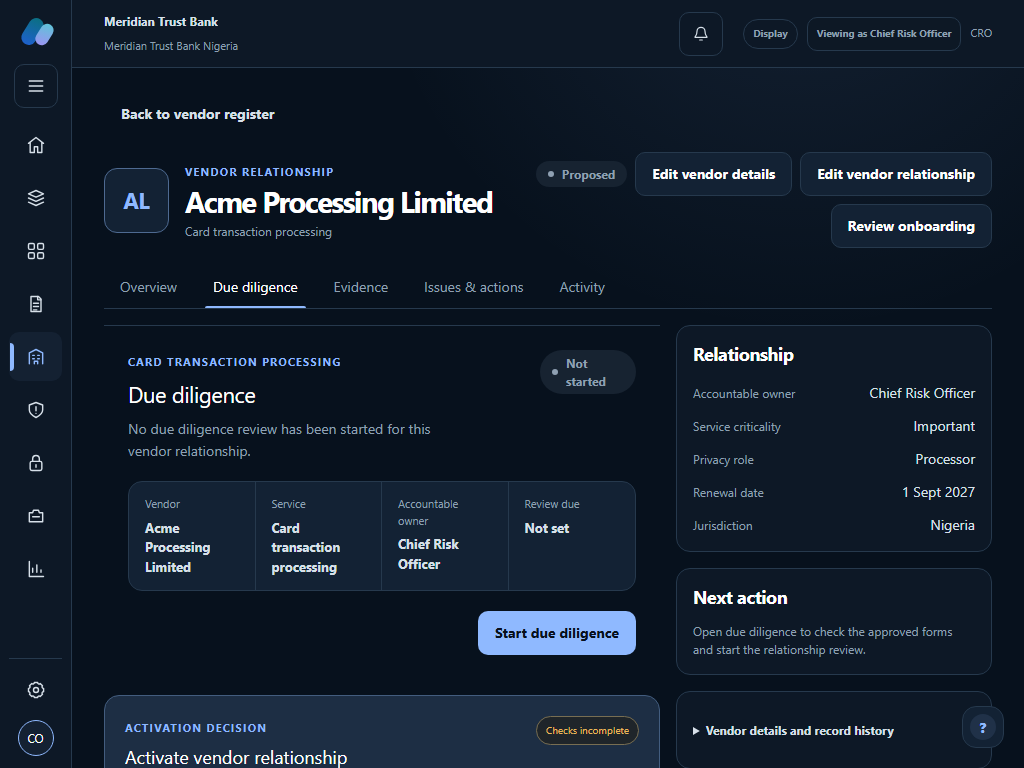 Meridian Trust Bank
Meridian Trust Bank Nigeria
Display
Viewing as Chief Risk Officer
CRO
Back to vendor register
AL
VENDOR RELATIONSHIP
Acme Processing Limited
Card transaction processing
Proposed
Edit vendor details
Edit vendor relationship
Review onboarding
Overview
Due diligence
Evidence
Issues & actions
Activity
CARD TRANSACTION PROCESSING
Due diligence
No due diligence review has been started for this
vendor relationship.
Not
started
Vendor
Acme
Processing
Limited
Service
Card
transaction
processing
Accountable
owner
Chief Risk
Officer
Review due
Not set
Start due diligence
ACTIVATION DECISION
Activate vendor relationship
Checks incomplete
Relationship
Accountable owner Chief Risk Officer
Service criticality Important
Privacy role Processor
Renewal date 1 Sept 2027
Jurisdiction Nigeria
Next action
Open due diligence to check the approved forms
and start the relationship review.
Vendor details and record history
?
CO